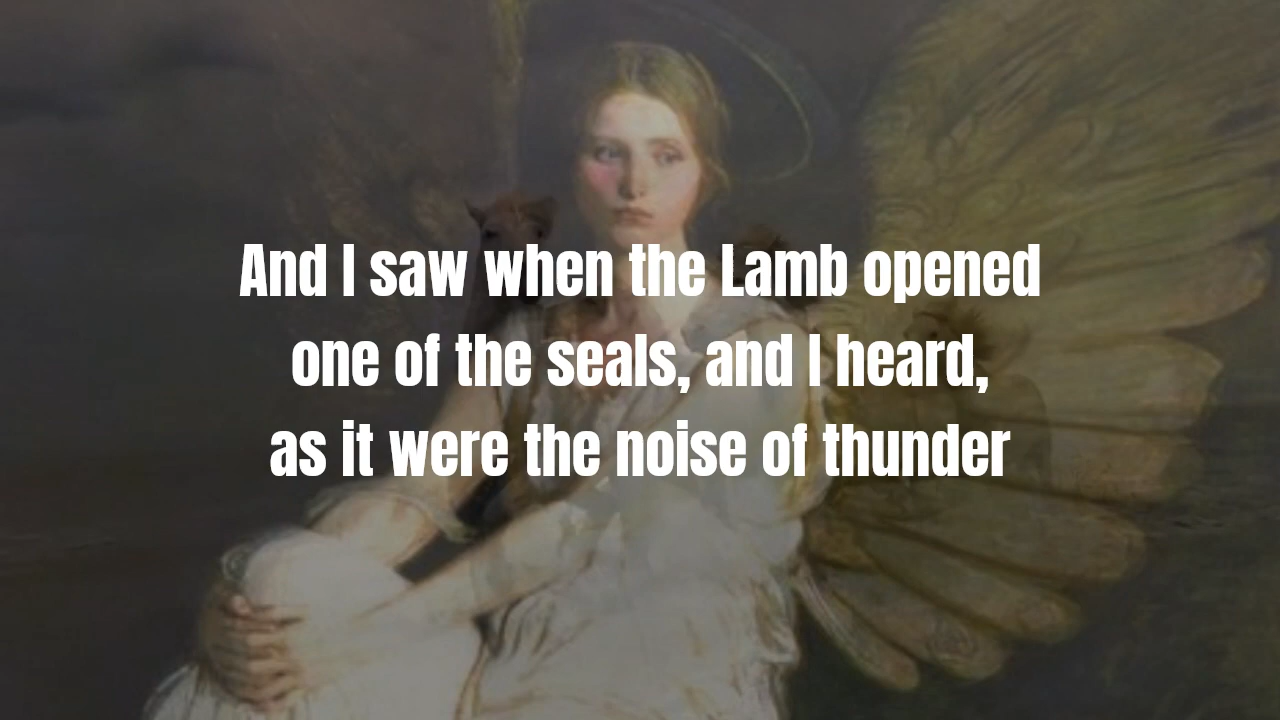 And I saw when the Lamb opened
one of the seals, and I heard,
as it were the noise of thunder